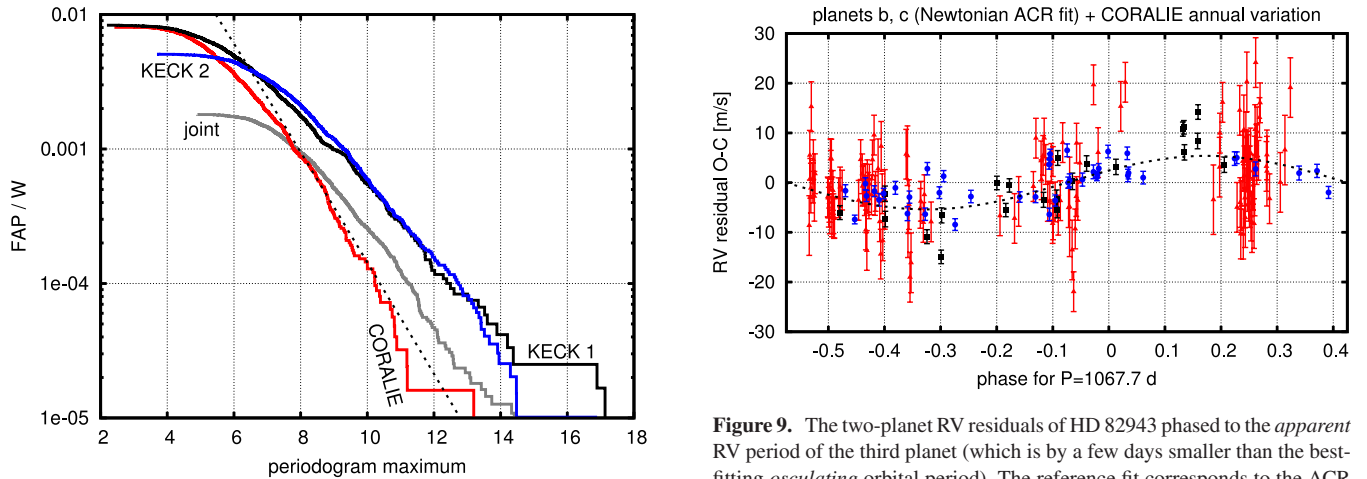 0.01
0.001
1e-04
1e-05
FAP / W
KECK 2
joint
CORALIE
KECK 1
2 4 6 8 10 12 14 16 18
periodogram maximum
planets b, c (Newtonian ACR fit) + CORALIE annual variation
30
20
10
0
-10
-20
-30
RV residual O-C [m/s]
-0.5 -0.4 -0.3 -0.2 -0.1 0 0.1 0.2 0.3 0.4
phase for P=1067.7 d
Figure 9. The two-planet RV residuals of HD 82943 phased to the apparent
RV period of the third planet (which is by a few days smaller than the best-
fitting osculating orbital period). The reference fit corresponds to the ACR